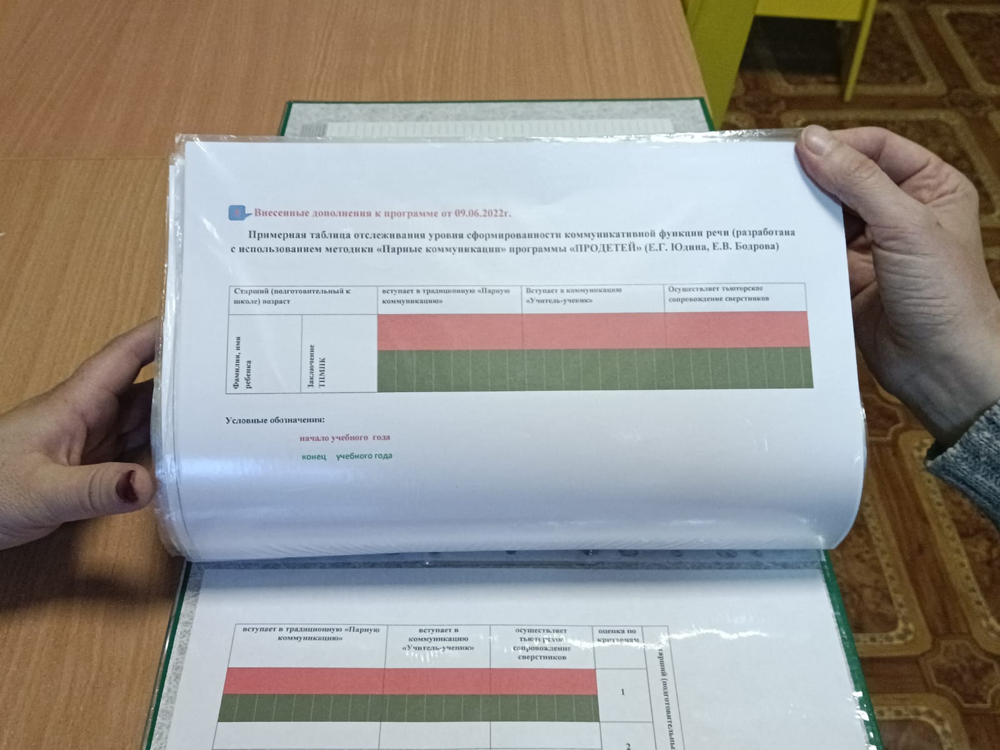 Внесенные дополнения к программе от 09.06.2022г.
Примерная таблица отслеживания уровня сформированности коммуникативной функции речи (разработана
с использованием методики «Парные коммуникации» программы «ПРОДЕТЕЙ» (Е.Г. Юдина, Е.В. Бодрова)
Старший (подготовительный к
школе) возраст
вступает в традиционную «Парную
коммуникацию»
Вступает в коммуникацию
«Учитель-ученик»
Осуществляет тьюторское
сопровождение сверстников
Фамилия, имя
ребенка
Заключение
ТПМПК
Условные обозначения:
начало учебного года
конец учебного года
вступает в традиционную «Парную
коммуникацию»
вступает в
коммуникацию
«Учитель-ученик»
осуществляет
тьюторское
сопровождение
сверстников
оценка по
критериям
1
2